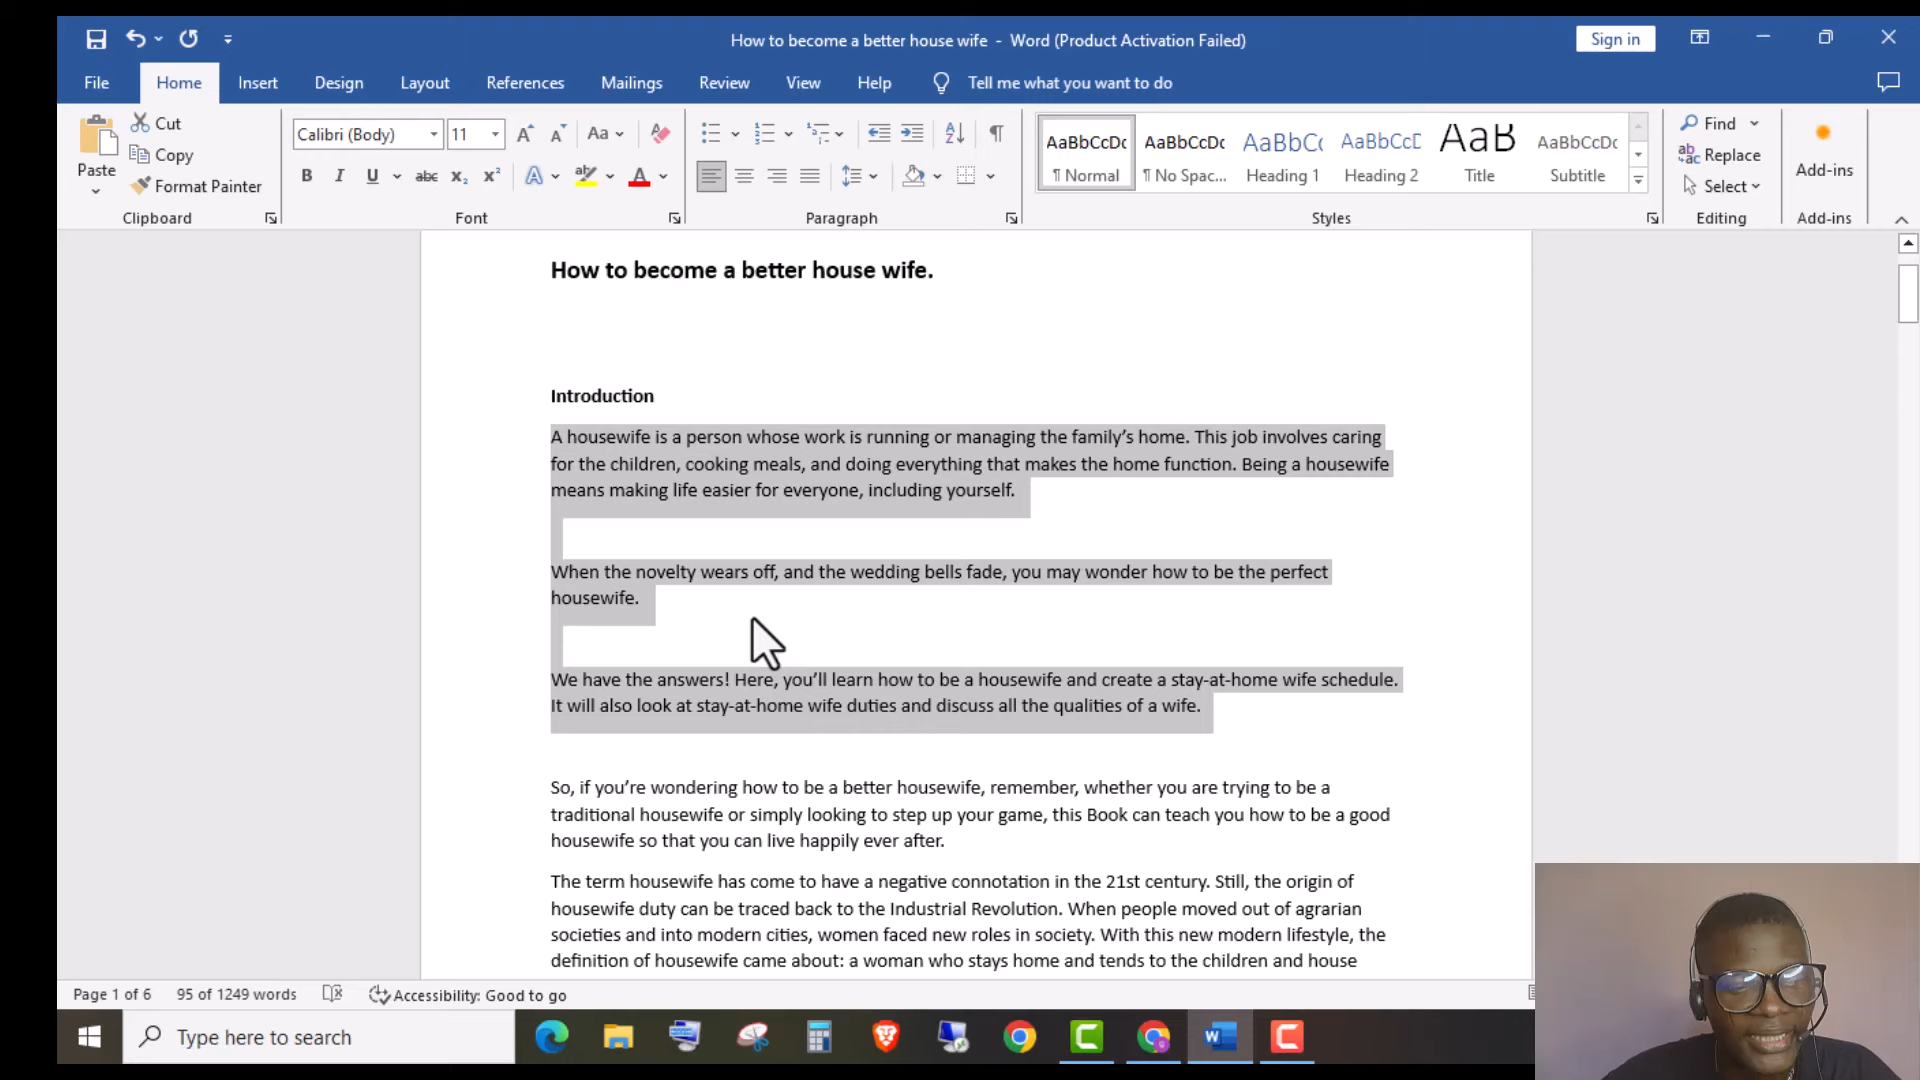 How to become a better house wife - Word (Product Activation Failed)
Sign in
File Home Insert Design Layout References Mailings Review View Help Tell me what you want to do
Paste
Cut
Copy
Format Painter
Clipboard
Calibri (Body) 11
Aa
B I U abc x₂ x² A A
Font
Paragraph
AaBbCcDc AaBbCcDc AaBbCc AaBbCcD AaB AaBbCcDc
¶ Normal ¶ No Spac... Heading 1 Heading 2 Title Subtitle
Styles
Find
Replace
Select
Editing
Add-ins
Add-ins
How to become a better house wife.
Introduction
A housewife is a person whose work is running or managing the family’s home. This job involves caring
for the children, cooking meals, and doing everything that makes the home function. Being a housewife
means making life easier for everyone, including yourself.
When the novelty wears off, and the wedding bells fade, you may wonder how to be the perfect
housewife.
We have the answers! Here, you’ll learn how to be a housewife and create a stay-at-home wife schedule.
It will also look at stay-at-home wife duties and discuss all the qualities of a wife.
So, if you’re wondering how to be a better housewife, remember, whether you are trying to be a
traditional housewife or simply looking to step up your game, this Book can teach you how to be a good
housewife so that you can live happily ever after.
The term housewife has come to have a negative connotation in the 21st century. Still, the origin of
housewife duty can be traced back to the Industrial Revolution. When people moved out of agrarian
societies and into modern cities, women faced new roles in society. With this new modern lifestyle, the
definition of housewife came about: a woman who stays home and tends to the children and house
Page 1 of 6 95 of 1249 words Accessibility: Good to go
Type here to search